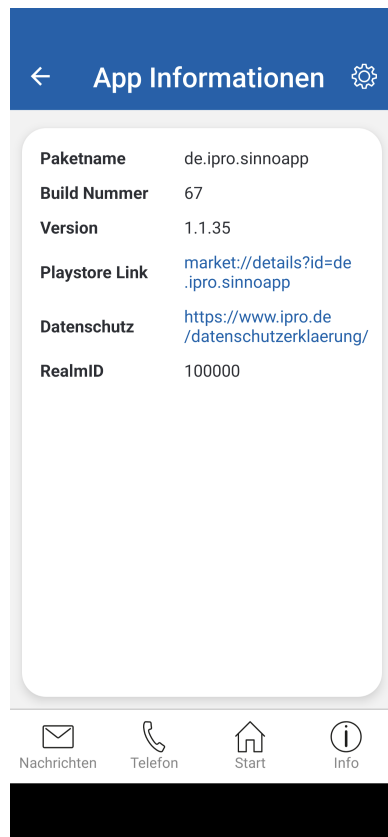 App Informationen
Paketname de.ipro.sinnoapp
Build Nummer 67
Version 1.1.35
Playstore Link market://details?id=de
.ipro.sinnoapp
Datenschutz https://www.ipro.de
/datenschutzerklaerung/
RealmID 100000
Nachrichten Telefon Start Info